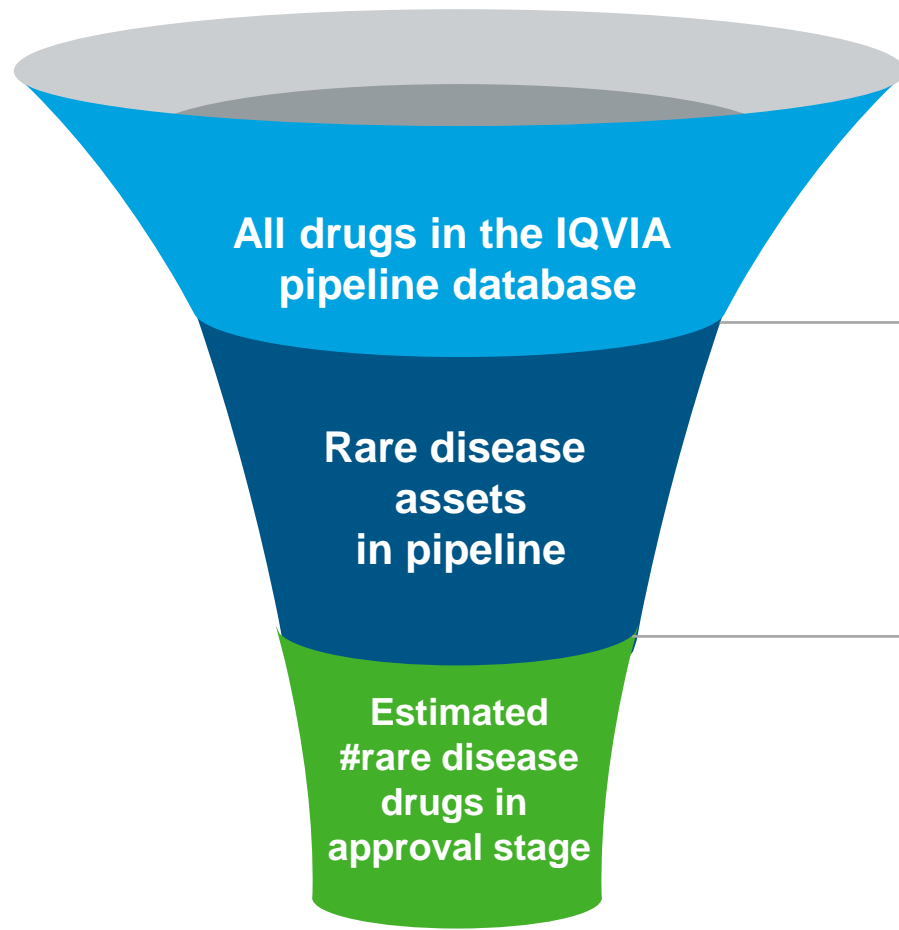 All drugs in the IQVIA
pipeline database
Rare disease
assets
in pipeline
Estimated
#rare disease
drugs in
approval stage